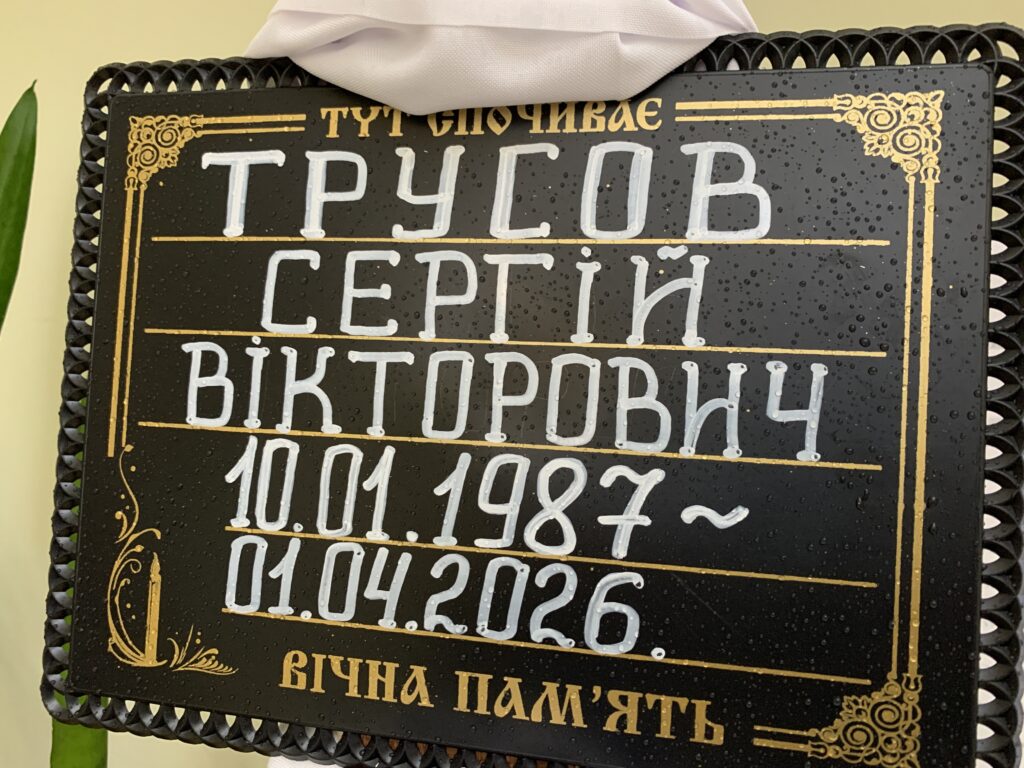 ТУТ СПОЧИВАЄ
ТРУСОВ
СЕРГІЙ
ВІКТОРОВИЧ
10.01.1987 ~
01.04.2026.
ВІЧНА ПАМ'ЯТЬ